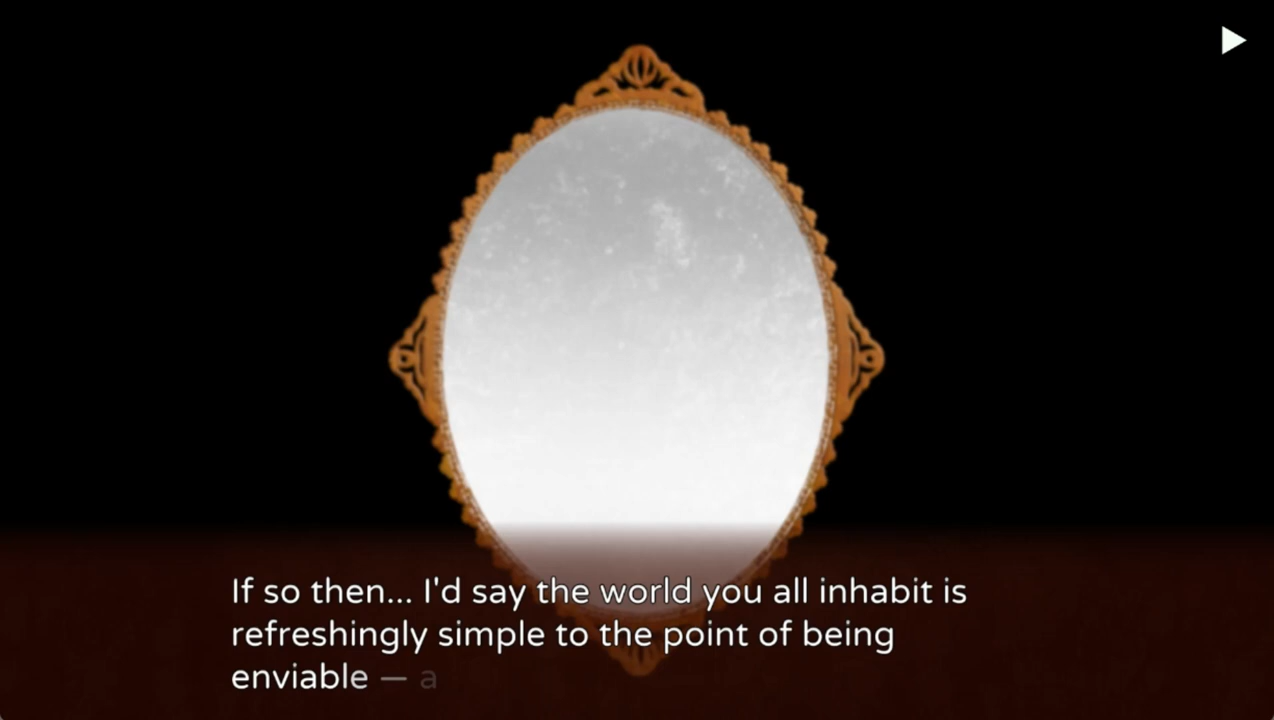 If so then... I'd say the world you all inhabit is
refreshingly simple to the point of being
enviable — a